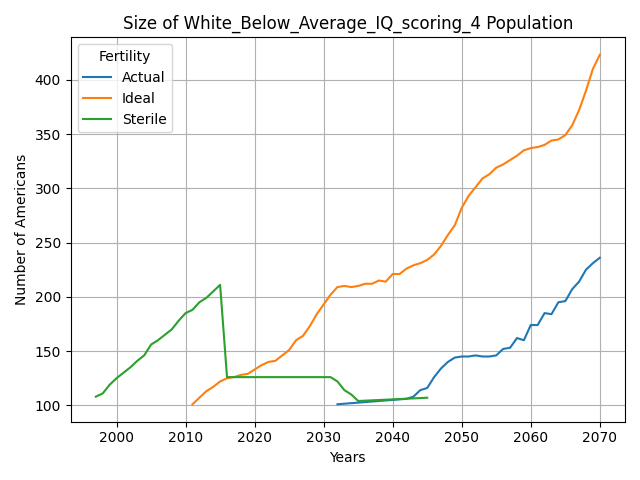 Size of White_Below_Average_IQ_scoring_4 Population
Fertility
Actual
Ideal
Sterile
Number of Americans
400
350
300
250
200
150
100
2000 2010 2020 2030 2040 2050 2060 2070
Years